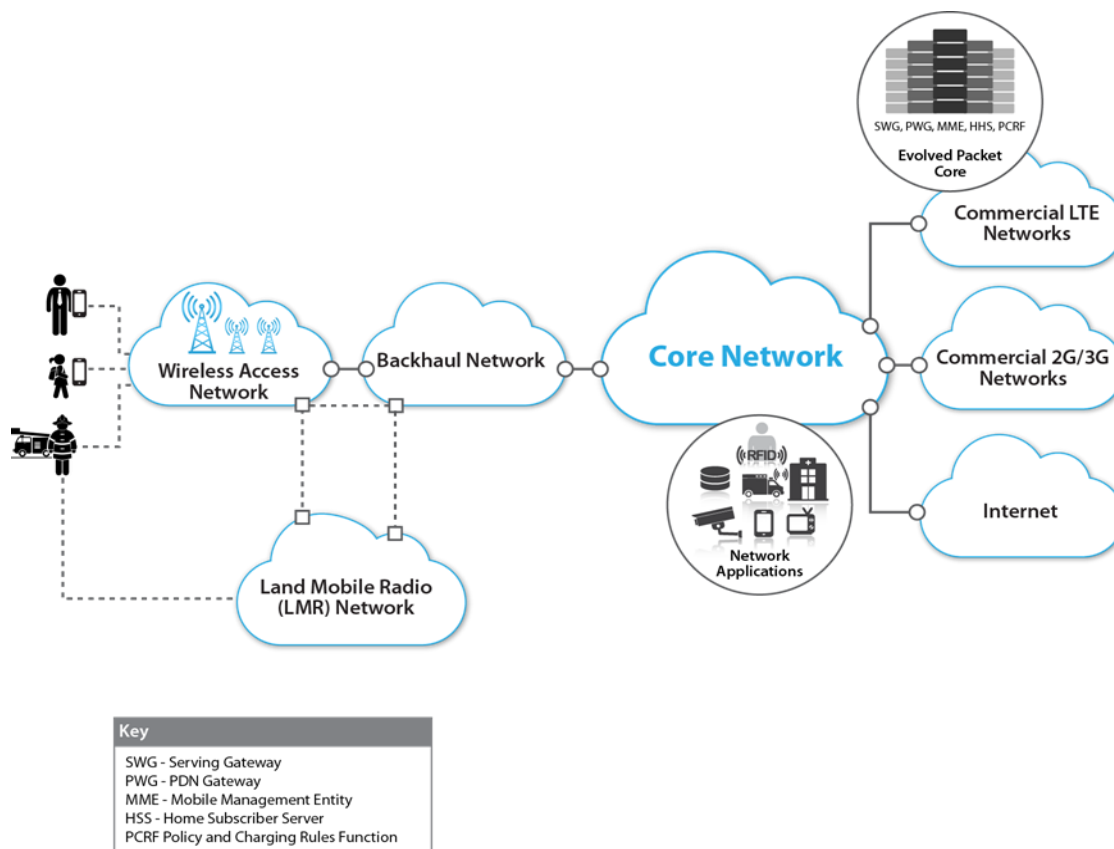 SWG, PWG, MME, HHS, PCRF
Evolved Packet
Core
Commercial LTE
Networks
Wireless Access
Network
Backhaul Network
Core Network
Commercial 2G/3G
Networks
RFID
Network
Applications
Internet
Land Mobile Radio
(LMR) Network
Key
SWG - Serving Gateway
PWG - PDN Gateway
MME - Mobile Management Entity
HSS - Home Subscriber Server
PCRF Policy and Charging Rules Function